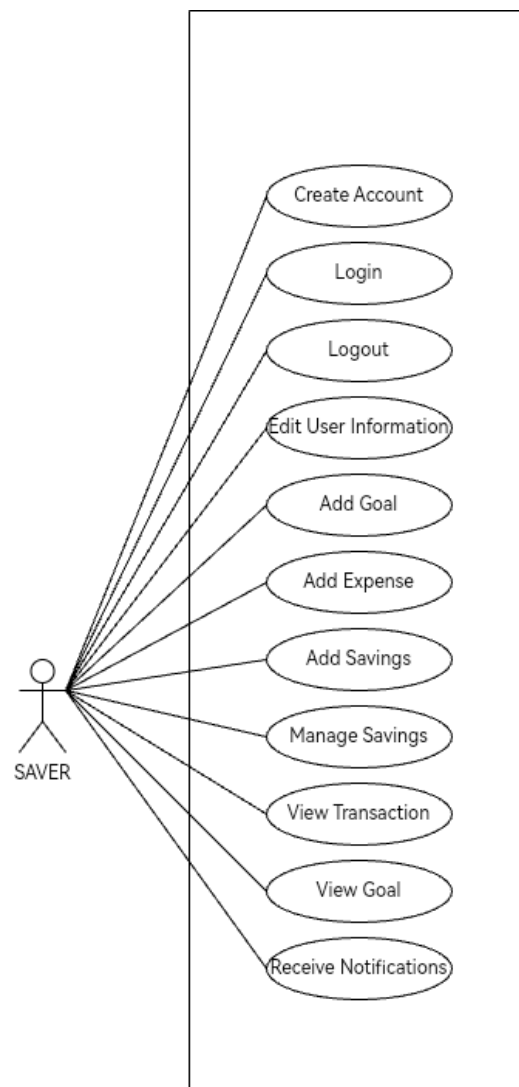 Create Account
Login
Logout
Edit User Information
Add Goal
Add Expense
Add Savings
Manage Savings
SAVER
View Transaction
View Goal
Receive Notifications